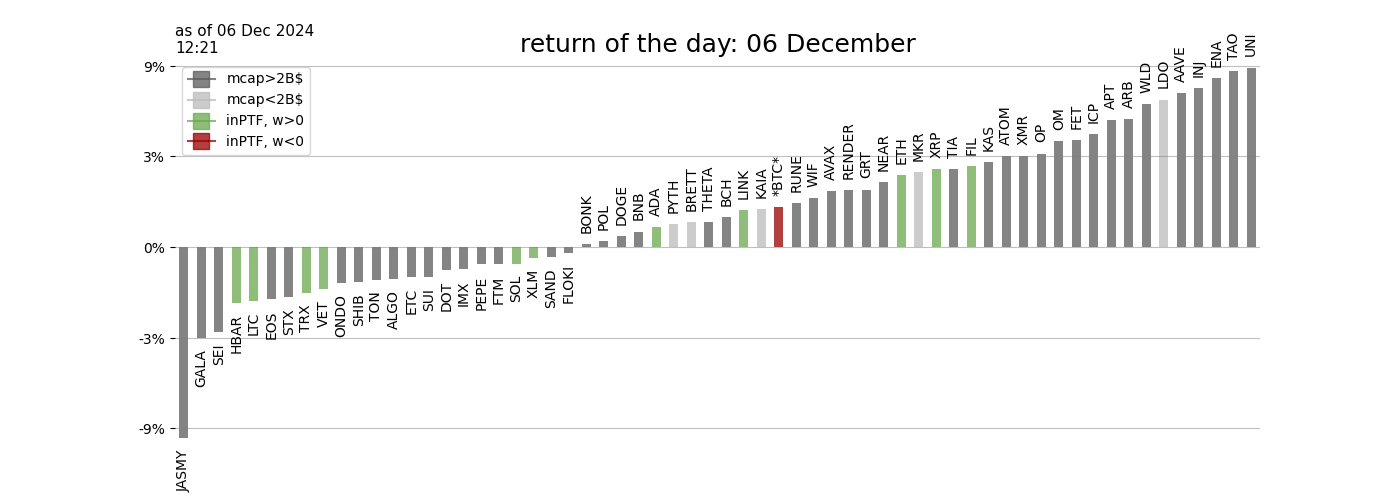 as of 06 Dec 2024
12:21
return of the day: 06 December
9%
3%
0%
-3%
-9%
mcap>2B$
mcap<2B$
inPTF, w>0
inPTF, w<0
JASMY
GALA
SEI
HBAR
LTC
EOS
STX
TRX
VET
ONDO
SHIB
TON
ALGO
ETC
SUI
DOT
IMX
PEPE
FTM
SOL
XLM
SAND
FLOKI
BONK
POL
DOGE
BNB
ADA
PYTH
BRETT
THETA
BCH
LINK
KAIA
*BTC*
RUNE
WIF
AVAX
RENDER
GRT
NEAR
ETH
MKR
XRP
TIA
FIL
KAS
ATOM
XMR
OP
OM
FET
ICP
APT
ARB
WLD
LDO
AAVE
INJ
ENA
TAO
UNI